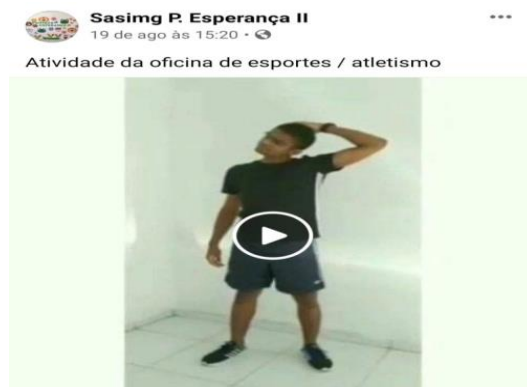 Sasimg P. Esperança II
19 de ago às 15:20
Atividade da oficina de esportes / atletismo